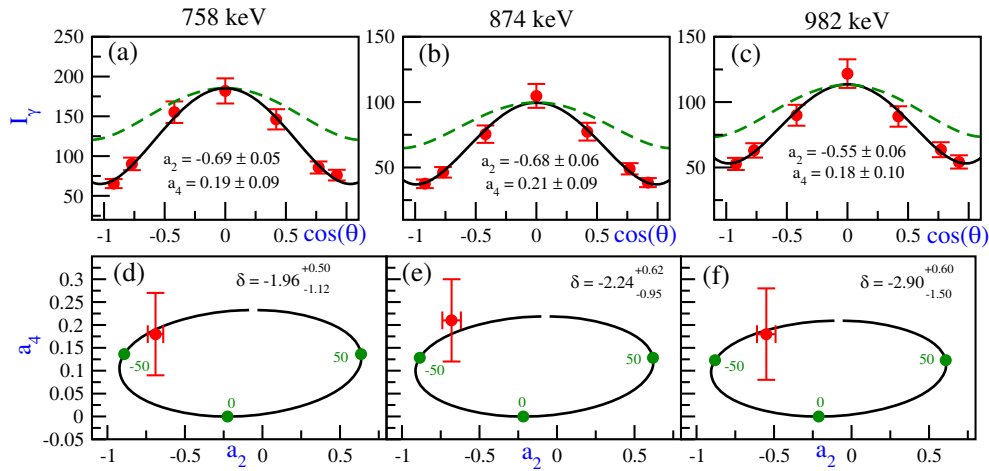 758 keV 874 keV 982 keV
250
200
150
100
50
I_γ
(a)
a₂ = -0.69 ± 0.05
a₄ = 0.19 ± 0.09
-1 -0.5 0 0.5 cos(θ)
150
100
50
(b)
a₂ = -0.68 ± 0.06
a₄ = 0.21 ± 0.09
-1 -0.5 0 0.5 cos(θ)
150
100
50
(c)
a₂ = -0.55 ± 0.06
a₄ = 0.18 ± 0.10
-1 -0.5 0 0.5 cos(θ)
0.3
0.25
0.2
0.15
0.1
0.05
0
-0.05
a₄
(d)
δ = -1.96 +0.50 -1.12
-50
50
0
-1 a₂ -0.5 0 0.5
(e)
δ = -2.24 +0.62 -0.95
-50
50
0
-1 -0.5 a₂ 0 0.5
(f)
δ = -2.90 +0.60 -1.50
-50
50
0
-1 -0.5 a₂ 0 0.5